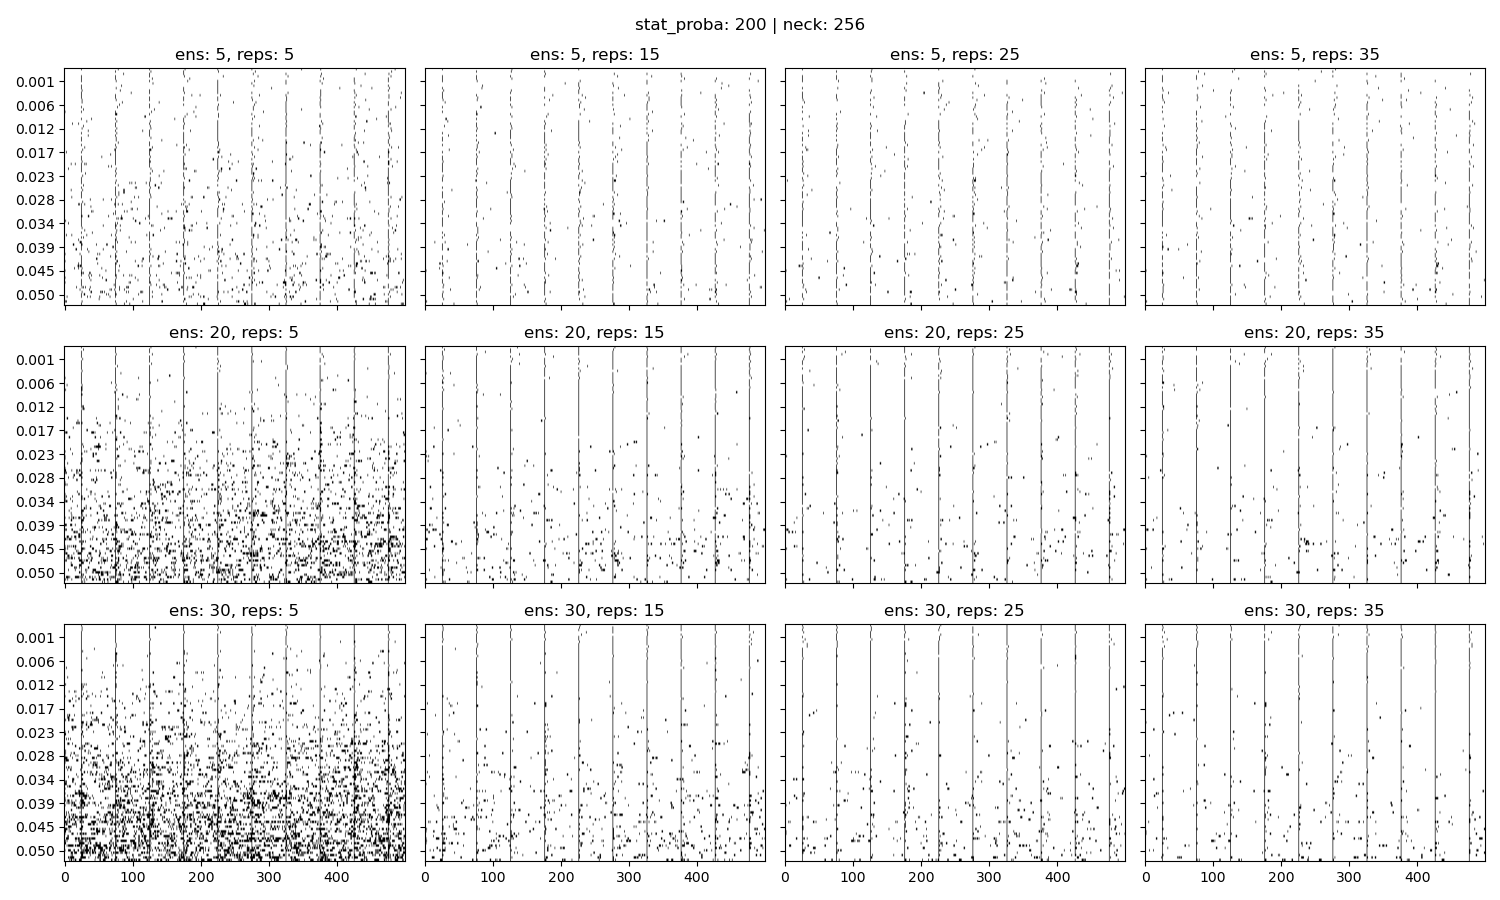 stat_proba: 200 | neck: 256
ens: 5, reps: 5
ens: 5, reps: 15
ens: 5, reps: 25
ens: 5, reps: 35
0.001
0.006
0.012
0.017
0.023
0.028
0.034
0.039
0.045
0.050
ens: 20, reps: 5
ens: 20, reps: 15
ens: 20, reps: 25
ens: 20, reps: 35
0.001
0.006
0.012
0.017
0.023
0.028
0.034
0.039
0.045
0.050
ens: 30, reps: 5
ens: 30, reps: 15
ens: 30, reps: 25
ens: 30, reps: 35
0.001
0.006
0.012
0.017
0.023
0.028
0.034
0.039
0.045
0.050
0 100 200 300 400
0 100 200 300 400
0 100 200 300 400
0 100 200 300 400